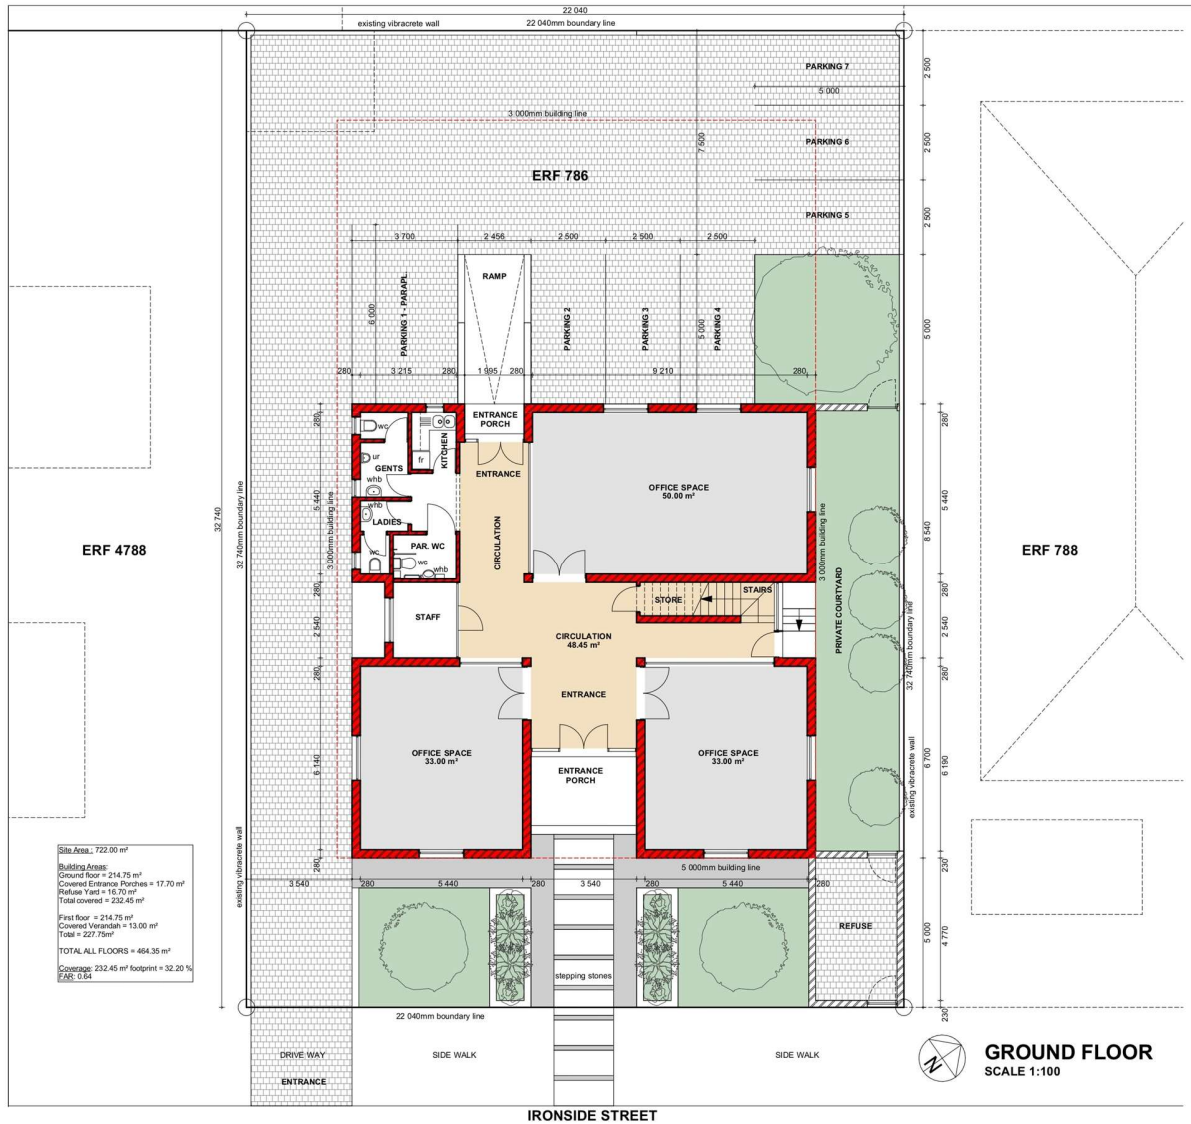 22 040
existing vibracrete wall
22 040mm boundary line
PARKING 7
5 000
2 500
3 000mm building line
7 500
PARKING 6
2 500
ERF 786
PARKING 5
2 500
3 700
2 456
2 500
2 500
2 500
RAMP
6 000
PARKING 1 - PARAPL.
PARKING 2
PARKING 3
5 000
PARKING 4
5 000
280
3 215
280
1 995
280
9 210
280
ENTRANCE
PORCH
280
wc
KITCHEN
fr
ur
GENTS
whb
ENTRANCE
OFFICE SPACE
50.00 m²
280
5 440
3 000mm building line
32 740
32 740mm boundary line
whb
LADIES
wc
PAR. WC
wc
whb
CIRCULATION
3 000mm building line
5 440
8 540
ERF 4788
ERF 788
280
2 540
STAFF
STORE
STAIRS
PRIVATE COURTYARD
280
2 540
CIRCULATION
48.45 m²
280
280
32 740mm boundary line
ENTRANCE
OFFICE SPACE
33.00 m²
OFFICE SPACE
33.00 m²
6 140
ENTRANCE
PORCH
existing vibracrete wall
6 700
6 190
280
5 000mm building line
230
existing vibracrete wall
3 540
280
5 440
280
3 540
280
5 440
280
REFUSE
5 000
4 770
stepping stones
230
Site Area : 722.00 m²
Building Areas:
Ground floor = 214.75 m²
Covered Entrance Porches = 17.70 m²
Refuse Yard = 16.70 m²
Total covered = 232.45 m²
First floor = 214.75 m²
Covered Verandah = 13.00 m²
Total = 227.75m²
TOTAL ALL FLOORS = 464.35 m²
Coverage: 232.45 m² footprint = 32.20 %
FAR: 0.64
22 040mm boundary line
DRIVE WAY
SIDE WALK
SIDE WALK
ENTRANCE
N
GROUND FLOOR
SCALE 1:100
IRONSIDE STREET